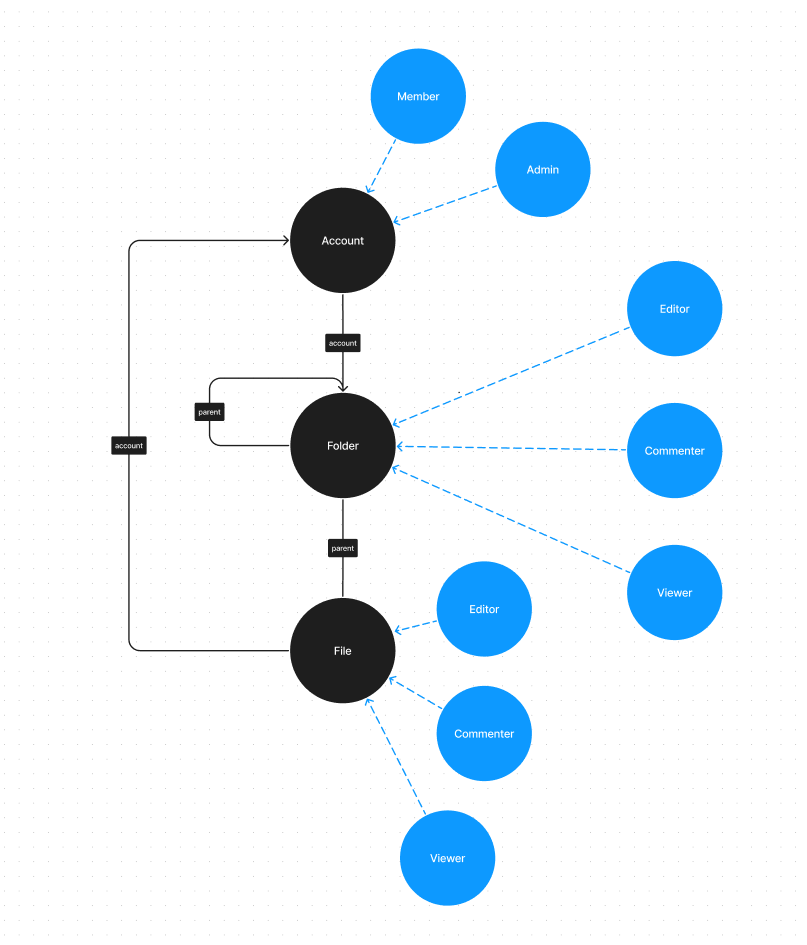 Member
Admin
Account
Editor
account
parent
Folder
account
Commenter
parent
Viewer
Editor
File
Commenter
Viewer